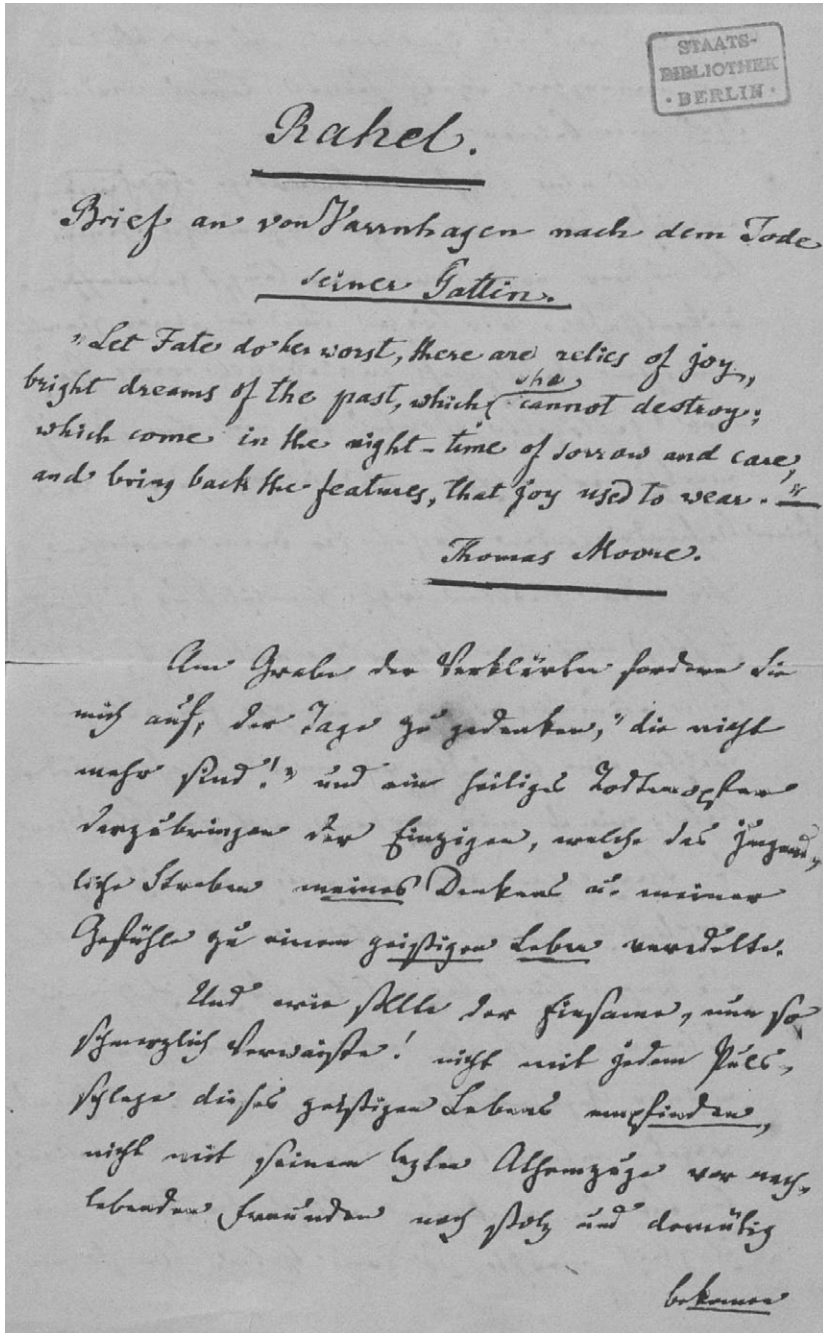 STAATS-
BIBLIOTHEK
· BERLIN ·
Rahel.
Brief an von Varrnhagen nach dem Tode
seiner Gattin.
"Let Fate do her worst, there are relics of joy,
bright dreams of the past, which she cannot destroy;
which come in the night-time of sorrow and care,
and bring back the features, that joy used to wear."
Thomas Moore.
Am Grabe der Verklärten fordern Sie
mich auf, der Tage zu gedenken, "die nicht
mehr sind!" und ein heiliges Todtenopfer
darzubringen der Einzigen, welche das jugend-
liche Streben meines Denkens u. meiner
Gefühle zu einem geistigen Leben veredelte.
Und wie sollte der Einsame, nun so
schmerzlich Verwaiste! nicht mit jedem Puls-
schlage dieses geistigen Lebens empfinden,
nicht mit seinem lezten Athemzuge vor nach-
lebenden Freunden noch stolz und demütig
bekennen